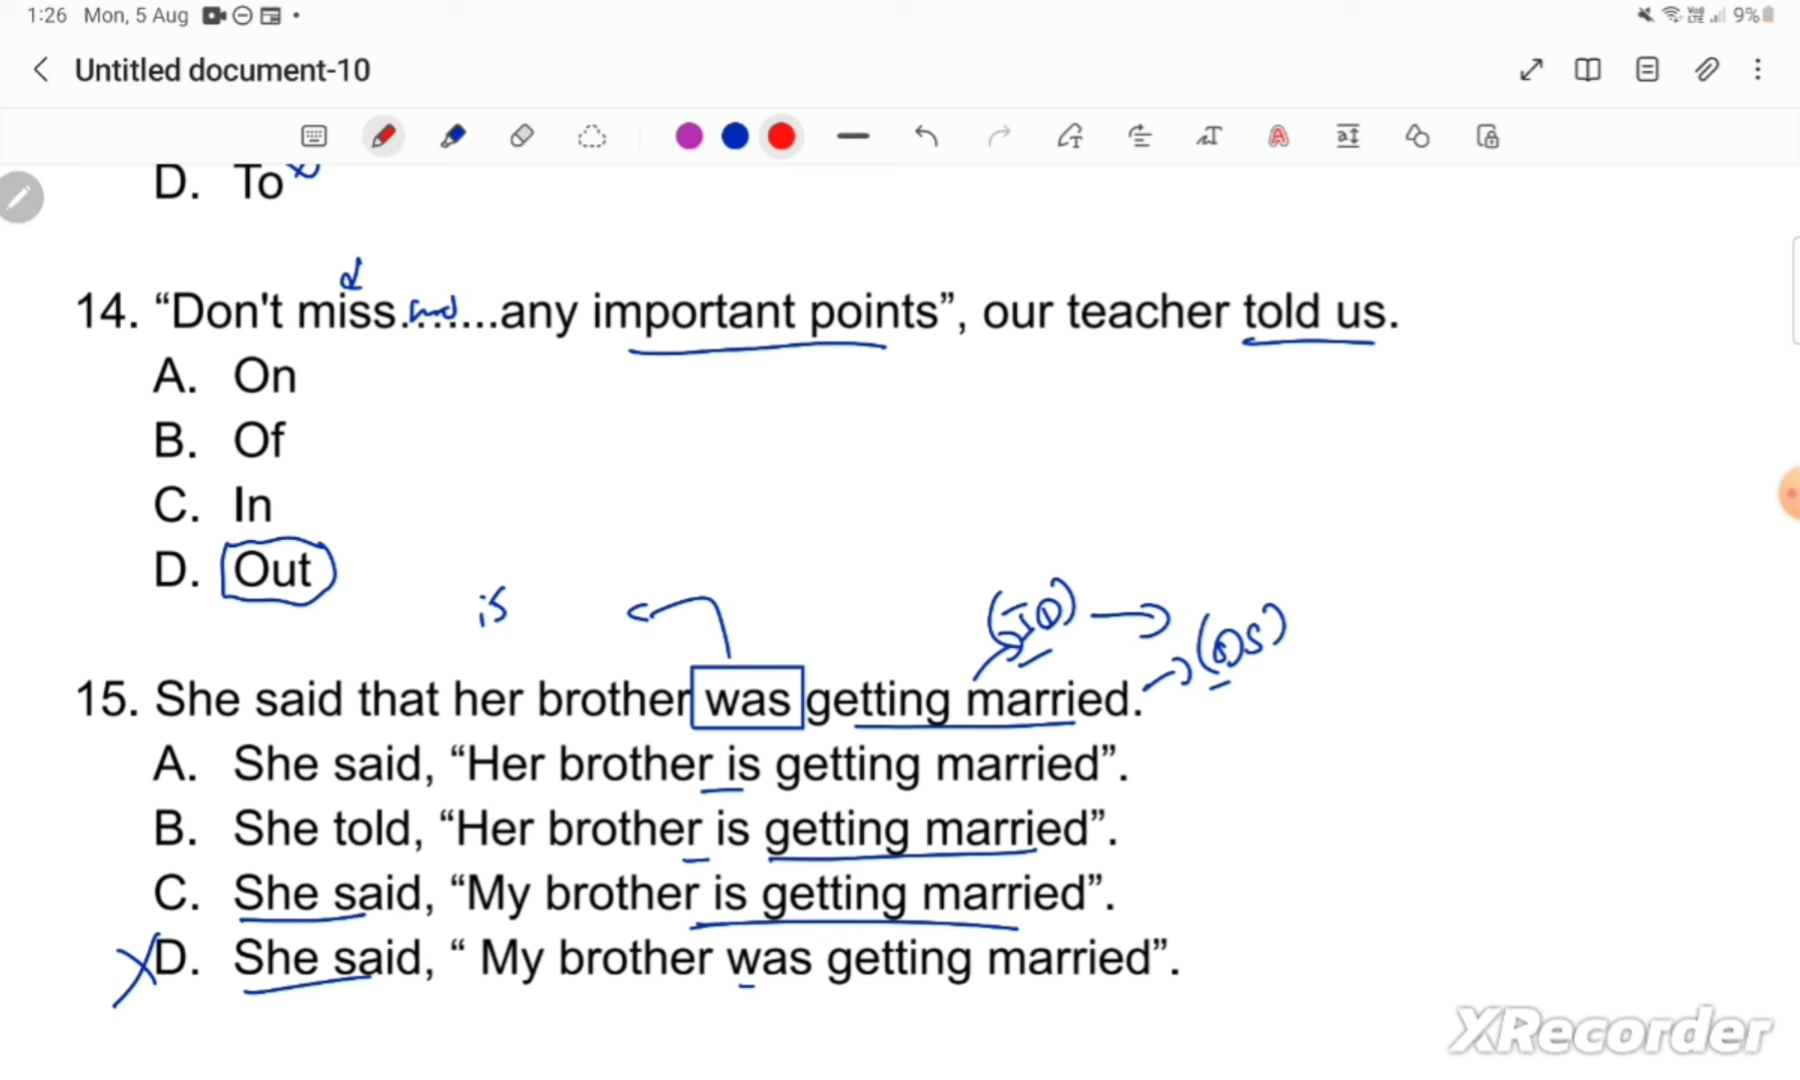 1:26 Mon, 5 Aug
9%
Untitled document-10
D. To
14. “Don't miss.......any important points”, our teacher told us.
A. On
B. Of
C. In
D. Out
is
(DS)
15. She said that her brother was getting married.
A. She said, “Her brother is getting married”.
B. She told, “Her brother is getting married”.
C. She said, “My brother is getting married”.
D. She said, “ My brother was getting married”.
XRecorder